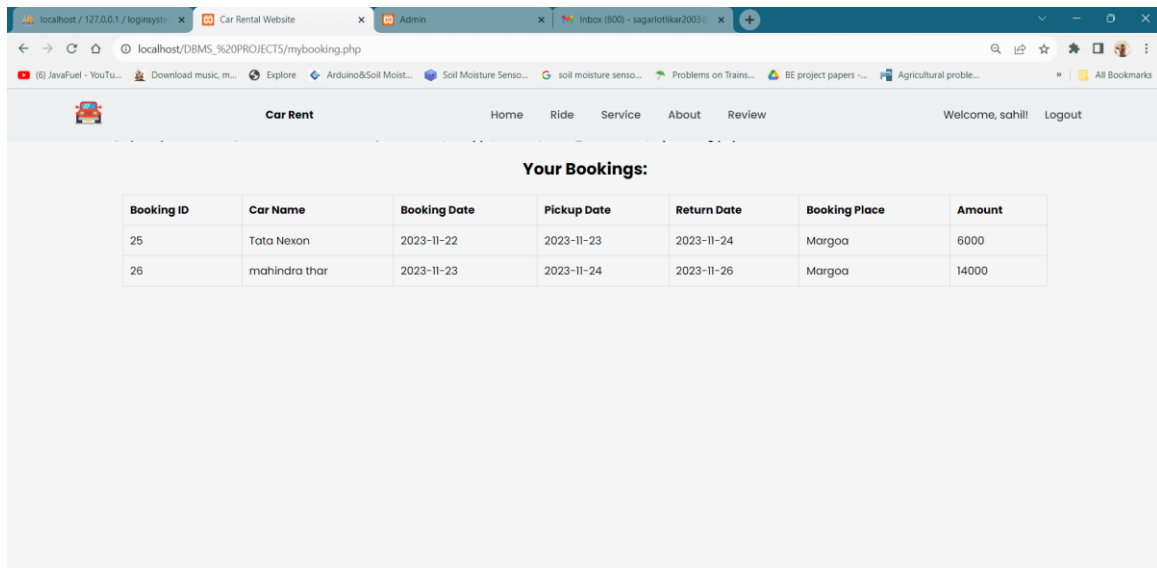 localhost / 127.0.0.1 / loginsyste
Car Rental Website
Admin
Inbox (800) - sagarlotlikar2003@
localhost/DBMS_%20PROJECT5/mybooking.php
(6) JavaFuel - YouTu... Download music, m... Explore Arduino&Soil Moist... Soil Moisture Senso... soil moisture senso... Problems on Trains... BE project papers -... Agricultural proble... » All Bookmarks
Car Rent Home Ride Service About Review Welcome, sahil! Logout
Your Bookings:
Booking ID Car Name Booking Date Pickup Date Return Date Booking Place Amount
25 Tata Nexon 2023-11-22 2023-11-23 2023-11-24 Margoa 6000
26 mahindra thar 2023-11-23 2023-11-24 2023-11-26 Margoa 14000